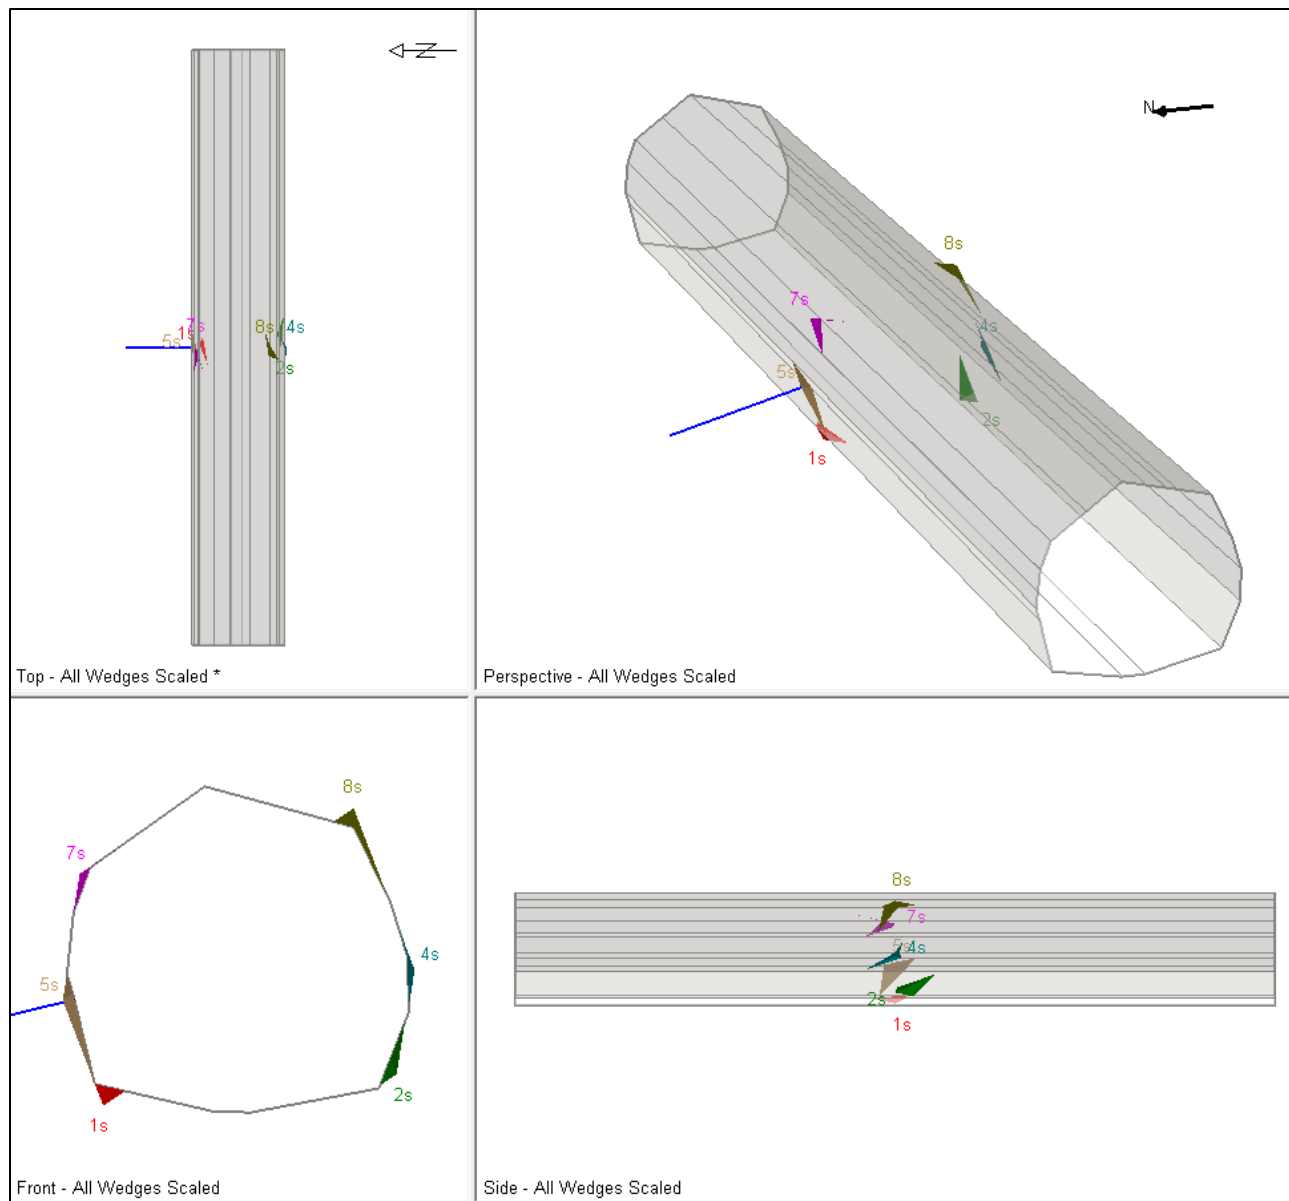 N
7s
1s
5s
8s
4s
2s
Top - All Wedges Scaled *
N
8s
7s
4s
5s
2s
1s
Perspective - All Wedges Scaled
8s
7s
4s
5s
2s
1s
Front - All Wedges Scaled
8s
7s
5s
4s
2s
1s
Side - All Wedges Scaled